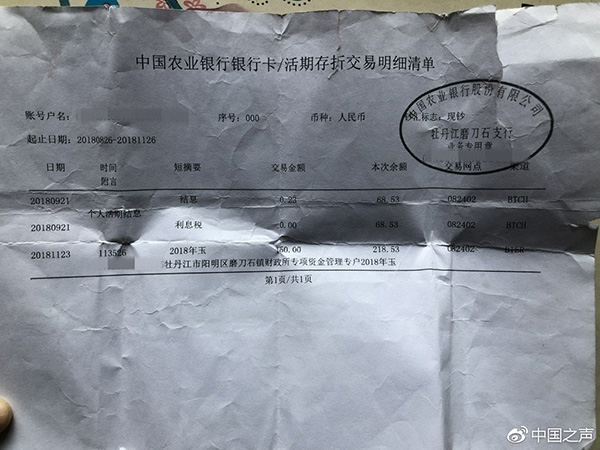 中国农业银行银行卡/活期存折交易明细清单
账号户名: 序号: 000 币种: 人民币 汇标志: 现钞
起止日期: 20180826-20181126
中国农业银行股份有限公司
牡丹江磨刀石支行
业务专用章
日期 时间 短摘要 交易金额 本次余额 交易网点 渠道
附言
20180921 结息 0.23 68.53 082402 BTCH
个人活期结息
20180921 利息税 0.00 68.53 082402 BTCH
20181123 113526 2018年玉 150.00 218.53 082402
牡丹江市阳明区磨刀石镇财政所专项资金管理专户2018年玉
第1页/共1页
@中国之声